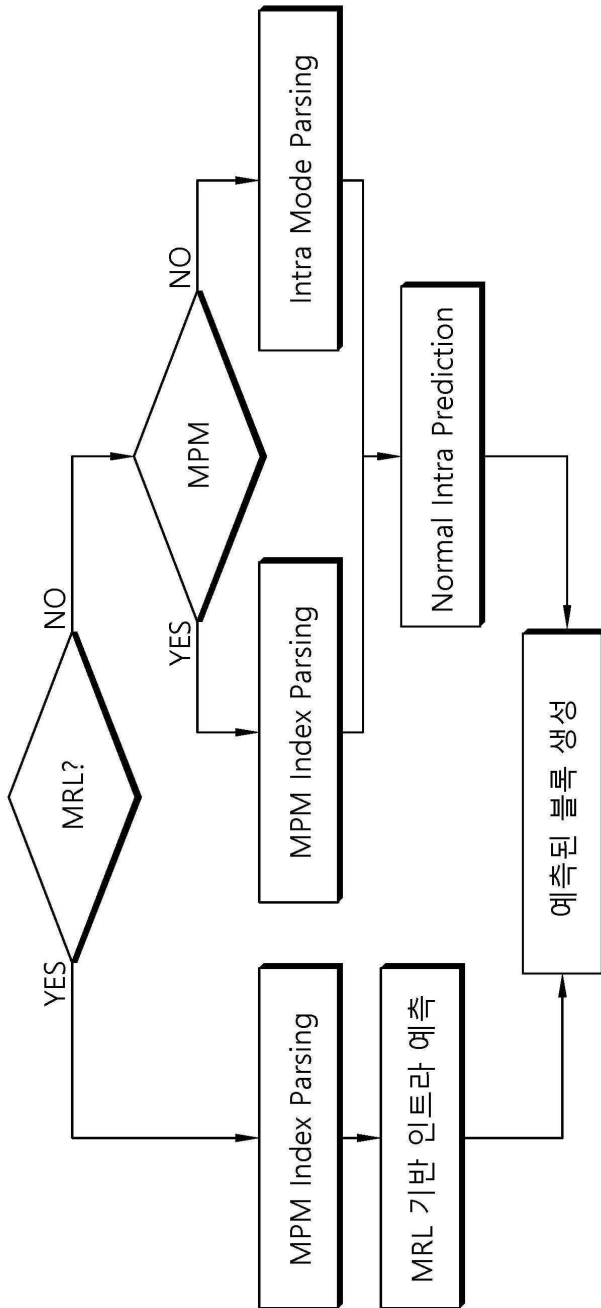 MRL?
YES
NO
MPM
YES
NO
MPM Index Parsing
MPM Index Parsing
Intra Mode Parsing
MRL 기반 인트라 예측
Normal Intra Prediction
예측된 블록 생성